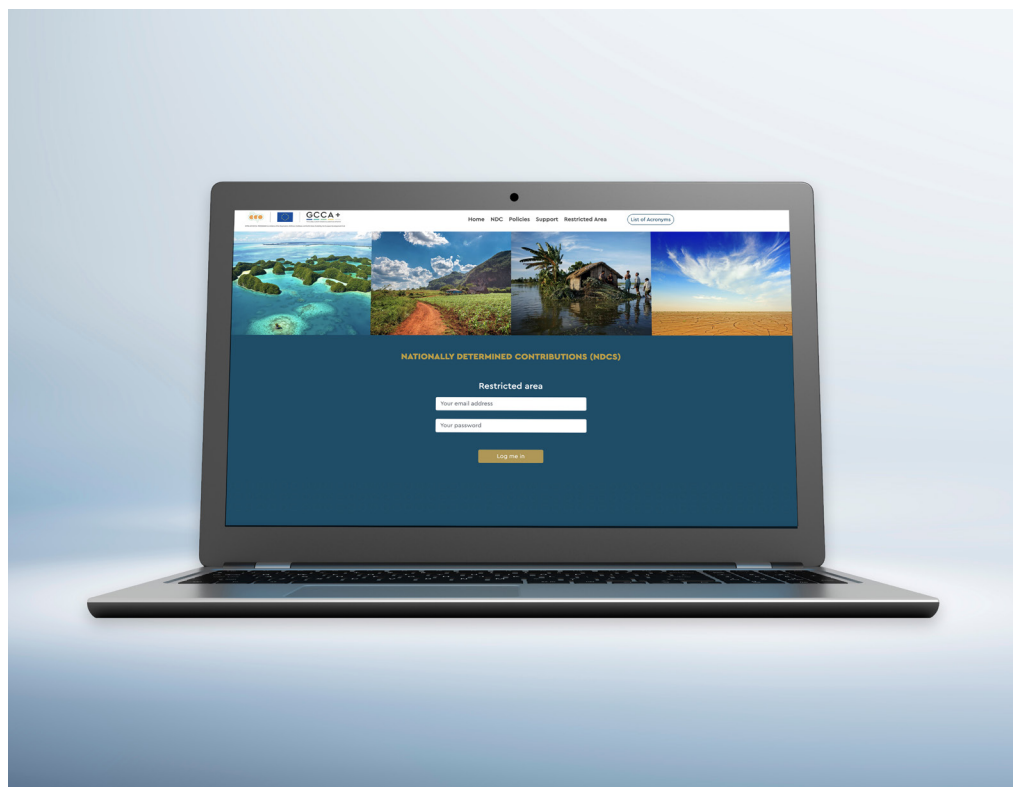 GCCA+
Home NDC Policies Support Restricted Area List of Acronyms
NATIONALLY DETERMINED CONTRIBUTIONS (NDCS)
Restricted area
Your email address
Your password
Log me in